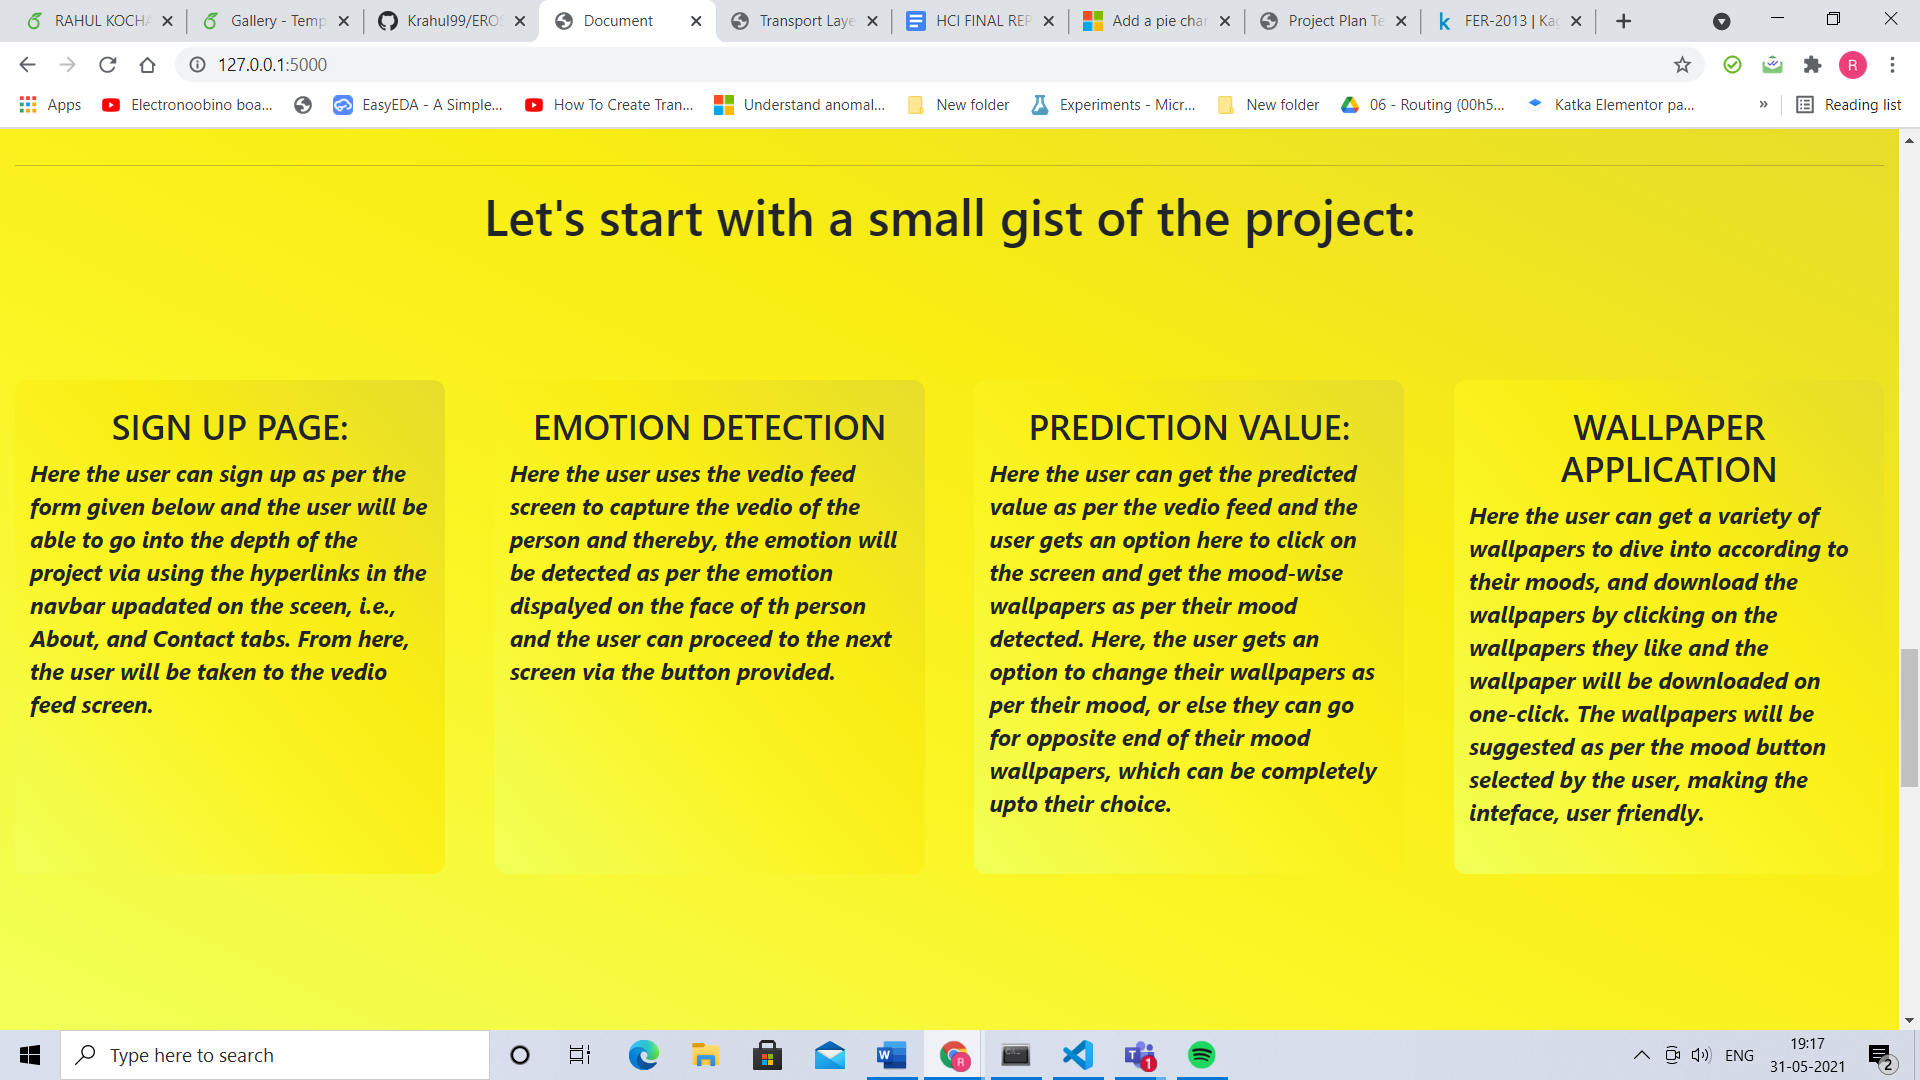 RAHUL KOCHA
Gallery - Temp
Krahul99/EROS
Document
Transport Laye
HCI FINAL REP
Add a pie char
Project Plan Te
FER-2013 | Kag
127.0.0.1:5000
R
Apps
Electronoobino boa...
EasyEDA - A Simple...
How To Create Tran...
Understand anomal...
New folder
Experiments - Micr...
New folder
06 - Routing (00h5...
Katka Elementor pa...
»
Reading list
Let's start with a small gist of the project:
SIGN UP PAGE:
Here the user can sign up as per the
form given below and the user will be
able to go into the depth of the
project via using the hyperlinks in the
navbar upadated on the sceen, i.e.,
About, and Contact tabs. From here,
the user will be taken to the vedio
feed screen.
EMOTION DETECTION
Here the user uses the vedio feed
screen to capture the vedio of the
person and thereby, the emotion will
be detected as per the emotion
dispalyed on the face of th person
and the user can proceed to the next
screen via the button provided.
PREDICTION VALUE:
Here the user can get the predicted
value as per the vedio feed and the
user gets an option here to click on
the screen and get the mood-wise
wallpapers as per their mood
detected. Here, the user gets an
option to change their wallpapers as
per their mood, or else they can go
for opposite end of their mood
wallpapers, which can be completely
upto their choice.
WALLPAPER
APPLICATION
Here the user can get a variety of
wallpapers to dive into according to
their moods, and download the
wallpapers by clicking on the
wallpapers they like and the
wallpaper will be downloaded on
one-click. The wallpapers will be
suggested as per the mood button
selected by the user, making the
inteface, user friendly.
Type here to search
W
R
T
1
ENG
19:17
31-05-2021
2